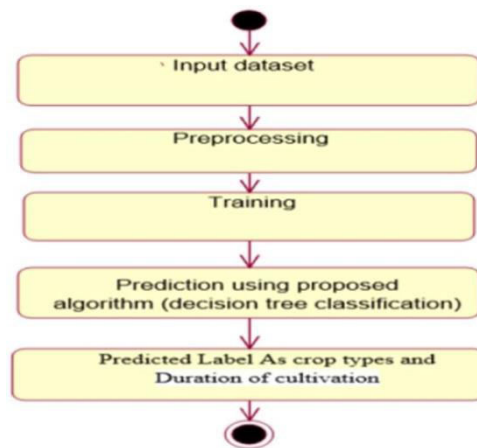 Input dataset
Preprocessing
Training
Prediction using proposed
algorithm (decision tree classification)
Predicted Label As crop types and
Duration of cultivation